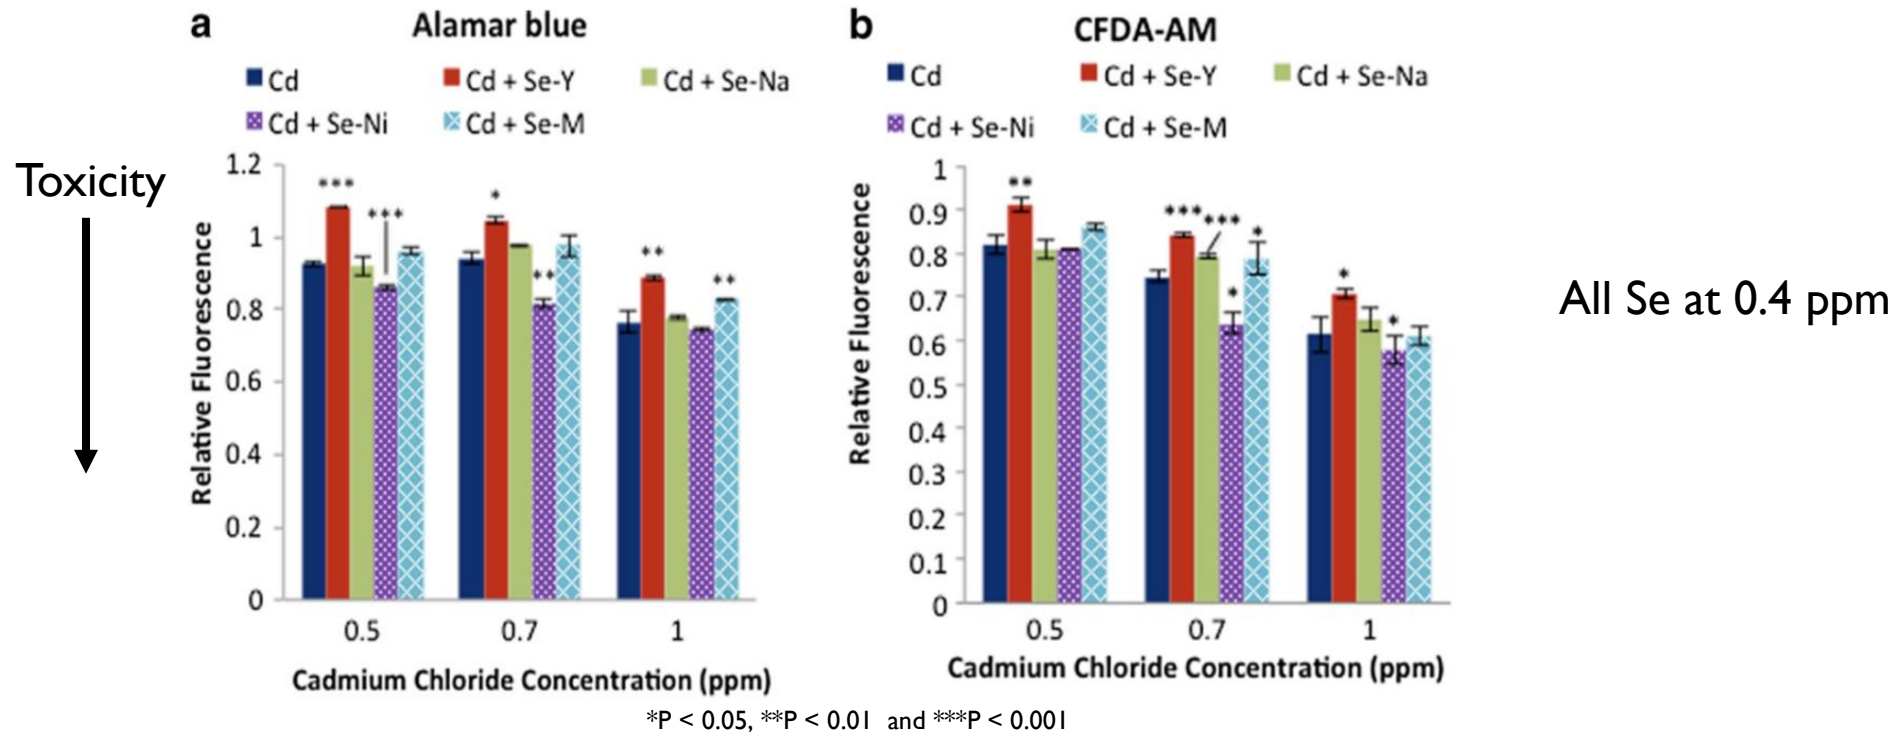 a Alamar blue
Cd Cd + Se-Y Cd + Se-Na
Cd + Se-Ni Cd + Se-M
Toxicity
Relative Fluorescence
1.2
1
0.8
0.6
0.4
0.2
0
***
***
*
**
**
**
0.5 0.7 1
Cadmium Chloride Concentration (ppm)
b CFDA-AM
Cd Cd + Se-Y Cd + Se-Na
Cd + Se-Ni Cd + Se-M
Relative Fluorescence
1
0.9
0.8
0.7
0.6
0.5
0.4
0.3
0.2
0.1
0
**
***
***
*
*
*
*
0.5 0.7 1
Cadmium Chloride Concentration (ppm)
All Se at 0.4 ppm
*P < 0.05, **P < 0.01 and ***P < 0.001